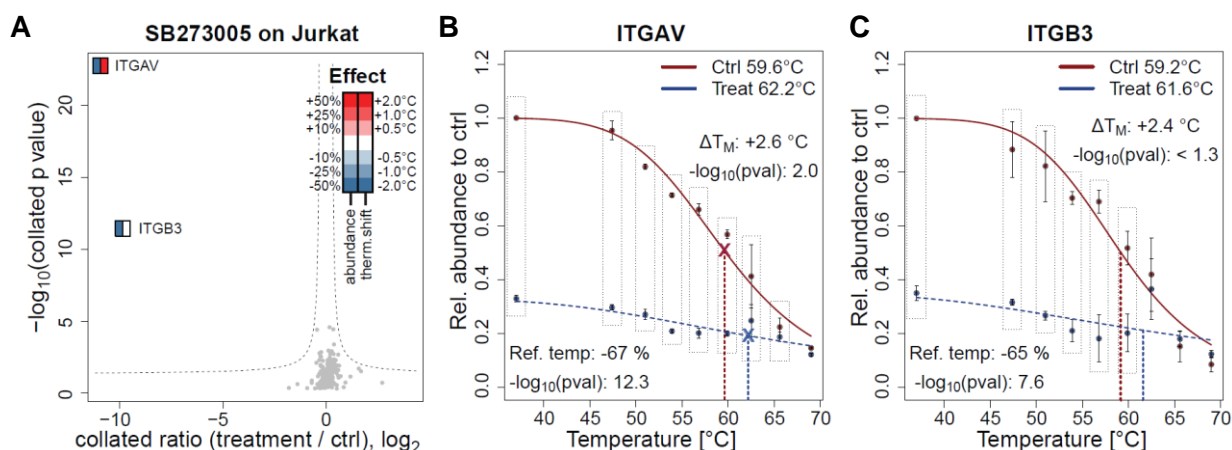 A
SB273005 on Jurkat
ITGAV
ITGB3
Effect
+50% +2.0°C
+25% +1.0°C
+10% +0.5°C
-10% -0.5°C
-25% -1.0°C
-50% -2.0°C
abundance
therm.shift
−log10(collated p value)
0 5 10 15 20
-10 -5 0
collated ratio (treatment / ctrl), log2
B
ITGAV
Ctrl 59.6°C
Treat 62.2°C
ΔTM: +2.6 °C
-log10(pval): 2.0
Ref. temp: -67 %
-log10(pval): 12.3
Rel. abundance to ctrl
0.0 0.2 0.4 0.6 0.8 1.0 1.2
40 45 50 55 60 65 70
Temperature [°C]
C
ITGB3
Ctrl 59.2°C
Treat 61.6°C
ΔTM: +2.4 °C
-log10(pval): < 1.3
Ref. temp: -65 %
-log10(pval): 7.6
Rel. abundance to ctrl
0.0 0.2 0.4 0.6 0.8 1.0 1.2
40 45 50 55 60 65 70
Temperature [°C]